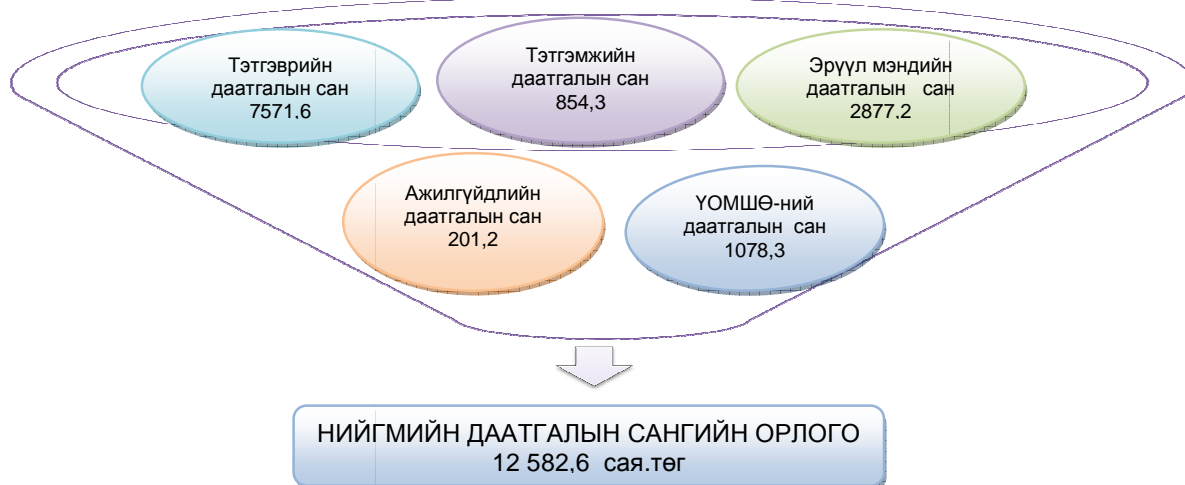 Тэтгэврийн
даатгалын сан
7571.6
Тэтгэмжийн
даатгалын сан
854,3
Эрүүл мэндийн
даатгалын сан
2877.2
Ажилгүйдлийн
даатгалын сан
201,2
ҮОМШӨ-ний
даатгалын сан
1078,3
НИЙГМИЙН ДААТГАЛЫН САНГИЙН ОРЛОГО
12 582,6 сая.төг